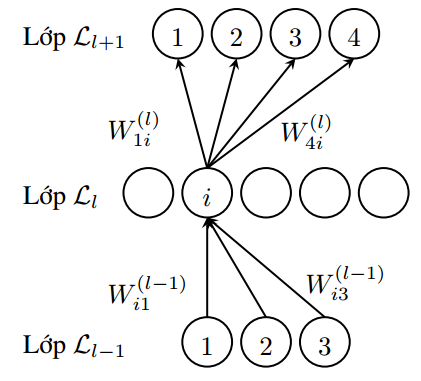 Lớp 𝓛_{l+1} 1 2 3 4
W_{1i}^{(l)} W_{4i}^{(l)}
Lớp 𝓛_l i
W_{i1}^{(l−1)} W_{i3}^{(l−1)}
Lớp 𝓛_{l−1} 1 2 3